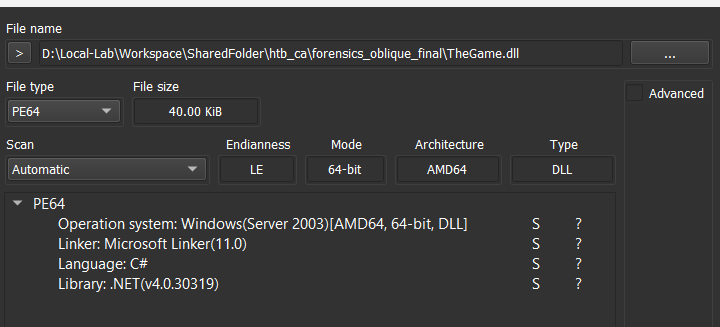 File name
> D:\Local-Lab\Workspace\SharedFolder\htb_ca\forensics_oblique_final\TheGame.dll ...
File type File size Advanced
PE64 40.00 KiB
Scan Endianness Mode Architecture Type
Automatic LE 64-bit AMD64 DLL
PE64
Operation system: Windows(Server 2003)[AMD64, 64-bit, DLL] S ?
Linker: Microsoft Linker(11.0) S ?
Language: C# S ?
Library: .NET(v4.0.30319) S ?